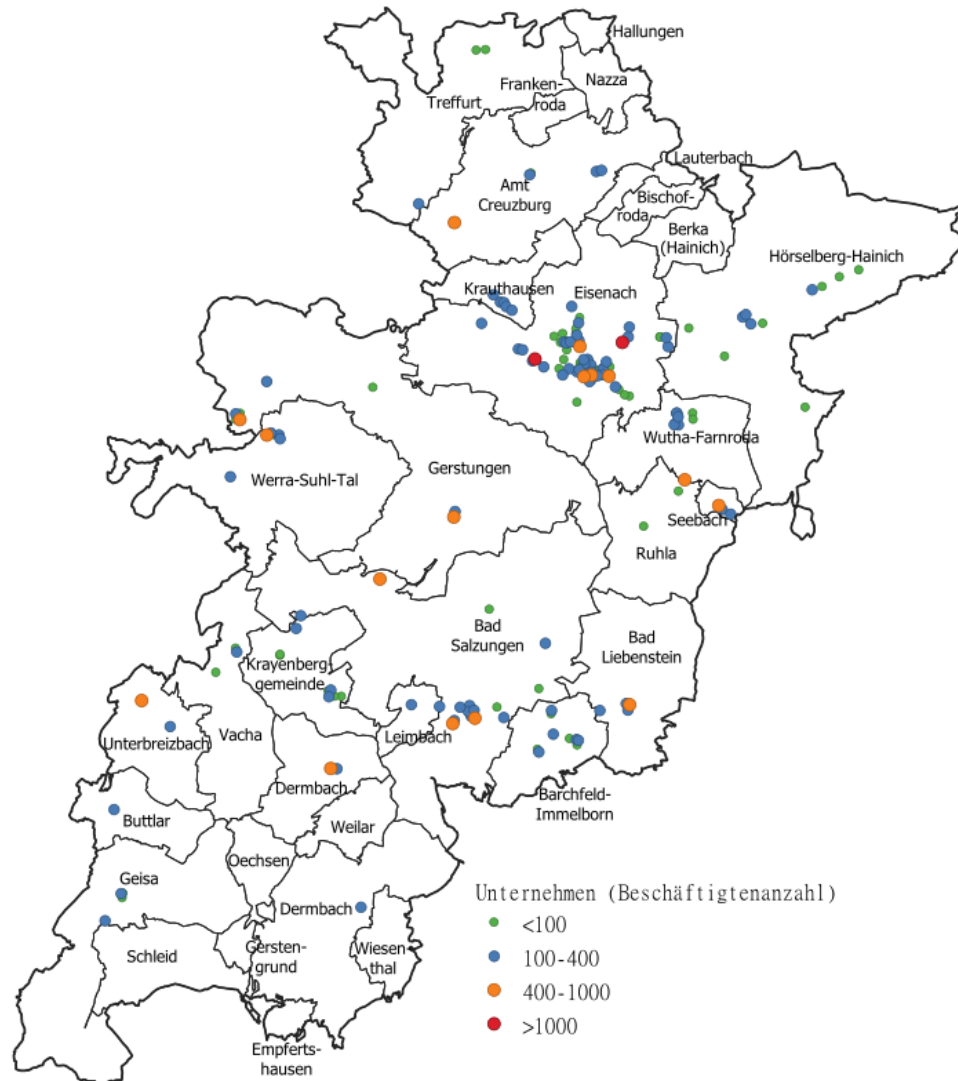 Hallungen
Franken-
roda
Nazza
Treffurt
Lauterbach
Amt
Creuzburg
Bischof-
roda
Berka
(Hainich)
Hörselberg-Hainich
Krauthausen
Eisenach
Wutha-Farnroda
Gerstungen
Werra-Suhl-Tal
Seebach
Ruhla
Bad
Salzungen
Bad
Liebenstein
Krayenberg-
gemeinde
Vacha
Leimbach
Unterbreizbach
Dermbach
Barchfeld-
Immelborn
Buttlar
Weilar
Oechsen
Geisa
Dermbach
Schleid
Gersten-
grund
Wiesen-
thal
Empferts-
hausen
Unternehmen (Beschäftigtenanzahl)
<100
100-400
400-1000
>1000